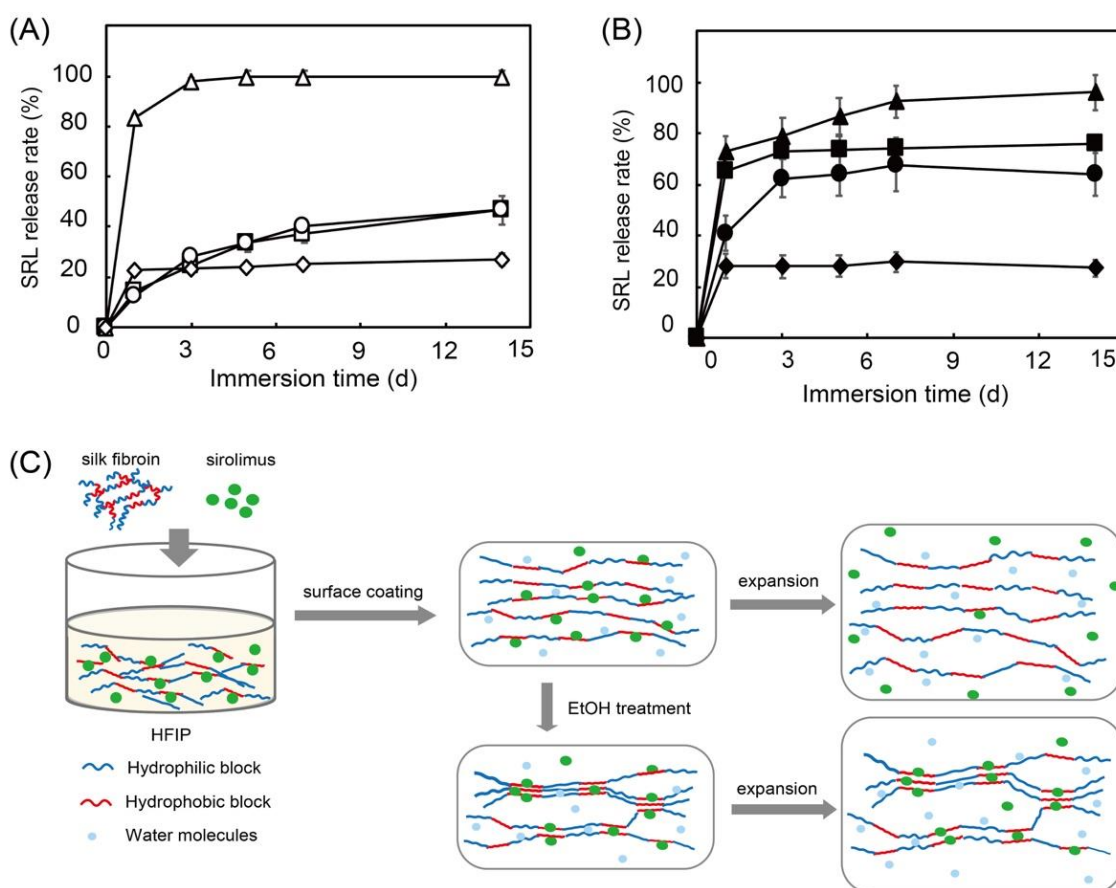 (A)
SRL release rate (%)
100
80
60
40
20
0
0 3 6 9 12 15
Immersion time (d)
(B)
SRL release rate (%)
100
80
60
40
20
0
0 3 6 9 12 15
Immersion time (d)
(C)
silk fibroin sirolimus
HFIP
Hydrophilic block
Hydrophobic block
Water molecules
surface coating
expansion
EtOH treatment
expansion